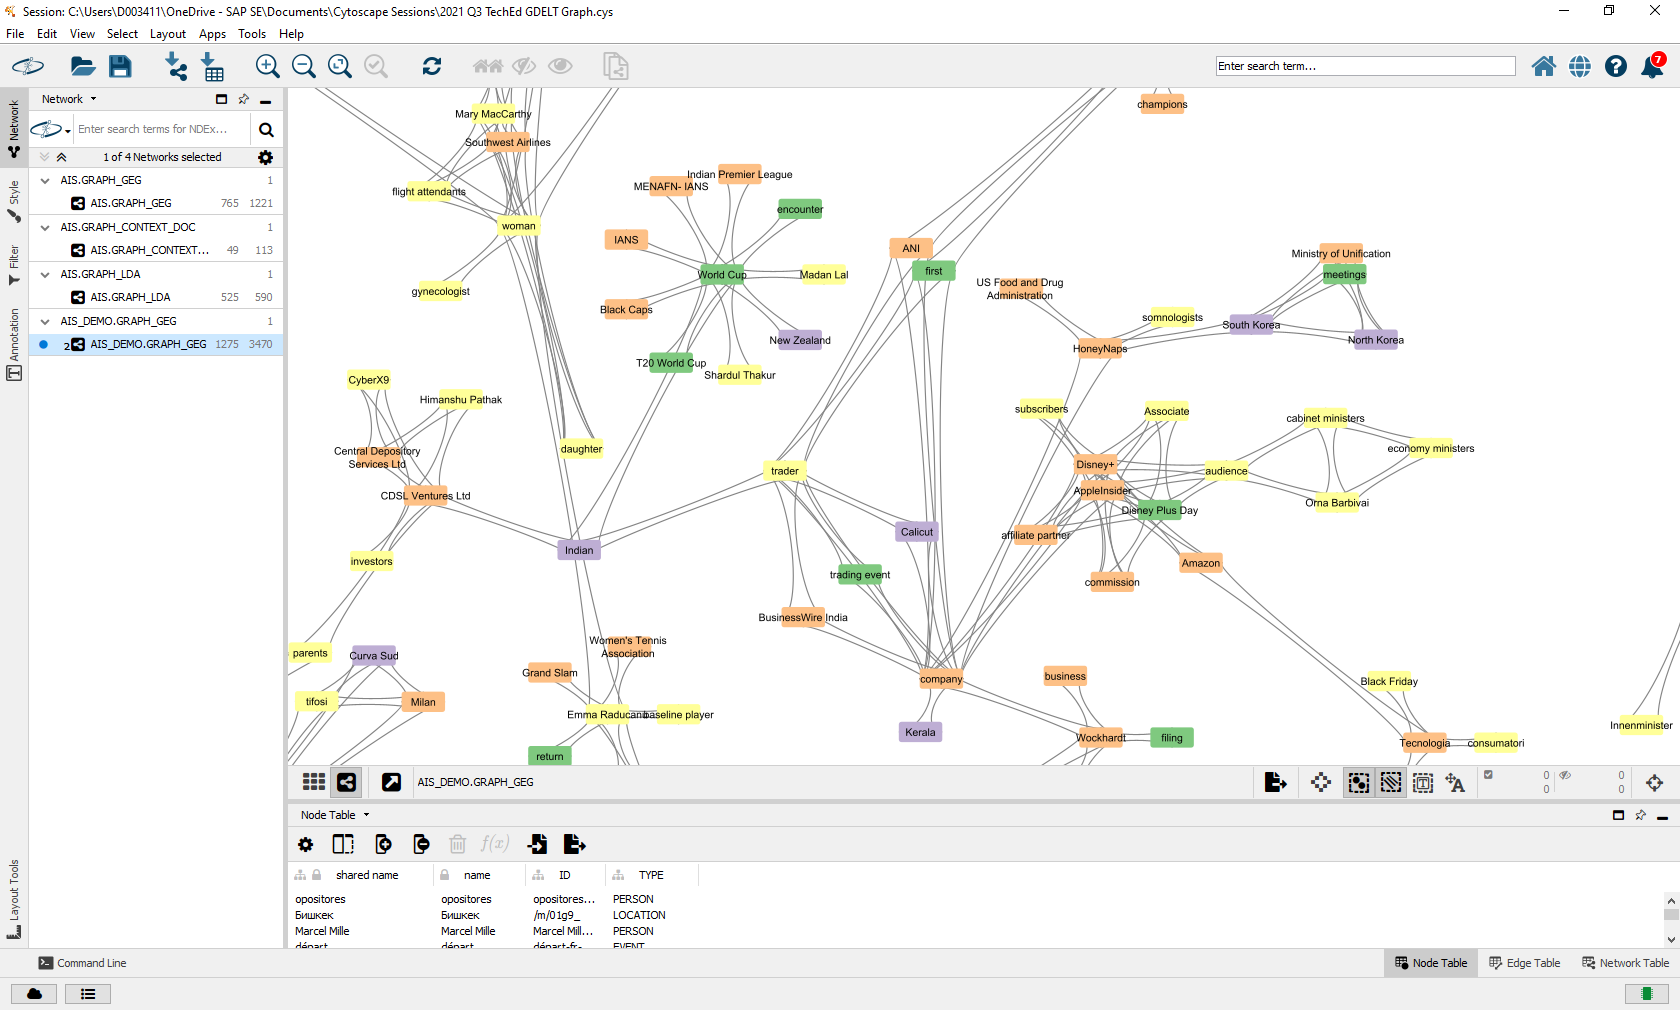 Session: C:\Users\D003411\OneDrive - SAP SE\Documents\Cytoscape Sessions\2021 Q3 TechEd GDELT Graph.cys
File Edit View Select Layout Apps Tools Help
Enter search term...
7
Network
Style
Filter
Annotation
Layout Tools
Network
Enter search terms for NDEx...
1 of 4 Networks selected
AIS.GRAPH_GEG 1
AIS.GRAPH_GEG 765 1221
AIS.GRAPH_CONTEXT_DOC 1
AIS.GRAPH_CONTEXT... 49 113
AIS.GRAPH_LDA 1
AIS.GRAPH_LDA 525 590
AIS_DEMO.GRAPH_GEG 1
2 AIS_DEMO.GRAPH_GEG 1275 3470
champions
Mary MacCarthy
Southwest Airlines
flight attendants
woman
gynecologist
daughter
Indian Premier League
MENAFN- IANS
encounter
IANS
World Cup
Madan Lal
Black Caps
New Zealand
T20 World Cup
Shardul Thakur
ANI
first
US Food and Drug
Administration
Ministry of Unification
meetings
somnologists
South Korea
North Korea
HoneyNaps
CyberX9
Himanshu Pathak
Central Depository
Services Ltd
CDSL Ventures Ltd
investors
Indian
trader
Calicut
trading event
BusinessWire India
company
Kerala
subscribers
Associate
Disney+
AppleInsider
Disney Plus Day
affiliate partner
commission
Amazon
audience
cabinet ministers
economy ministers
Orna Barbivai
parents
Curva Sud
tifosi
Milan
Women's Tennis
Association
Grand Slam
Emma Raducanu
baseline player
return
business
Wockhardt
filing
Black Friday
Tecnologia
consumatori
Innenminister
AIS_DEMO.GRAPH_GEG
0 0
0 0
Node Table
f(x)
shared name name ID TYPE
opositores opositores opositores... PERSON
Бишкек Бишкек /m/01g9_ LOCATION
Marcel Mille Marcel Mille Marcel Mill... PERSON
départ départ départ-fr- EVENT
Command Line
Node Table Edge Table Network Table